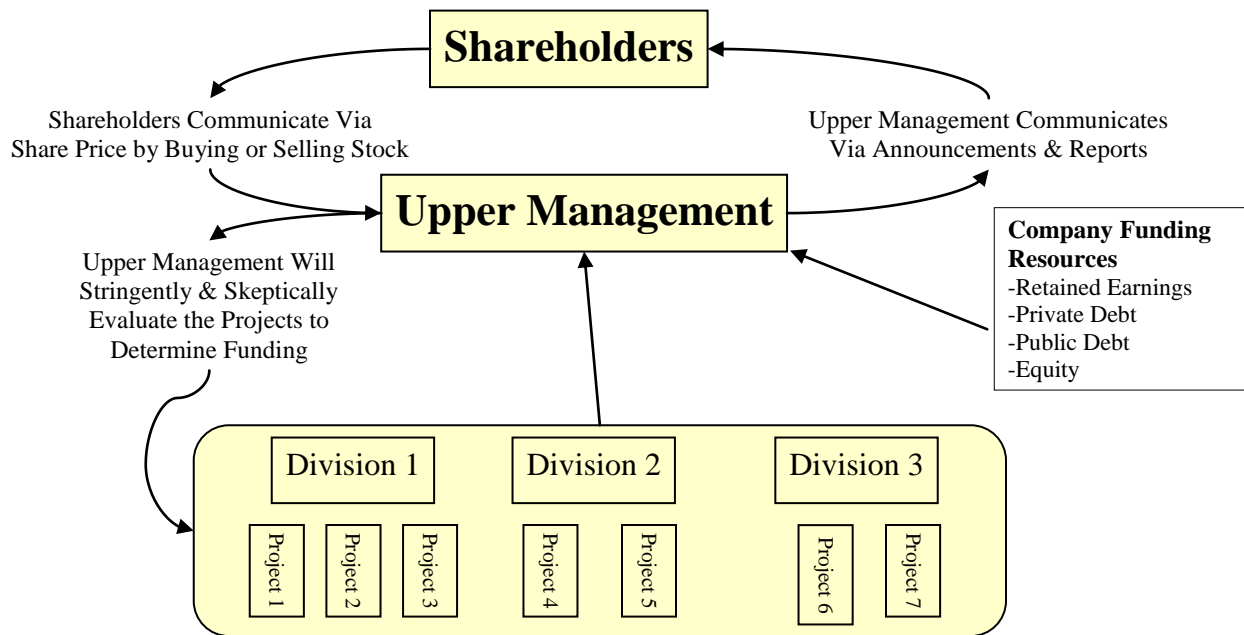 Shareholders
Shareholders Communicate Via
Share Price by Buying or Selling Stock
Upper Management Communicates
Via Announcements & Reports
Upper Management
Company Funding
Resources
-Retained Earnings
-Private Debt
-Public Debt
-Equity
Upper Management Will
Stringently & Skeptically
Evaluate the Projects to
Determine Funding
Division 1
Division 2
Division 3
Project 1
Project 2
Project 3
Project 4
Project 5
Project 6
Project 7